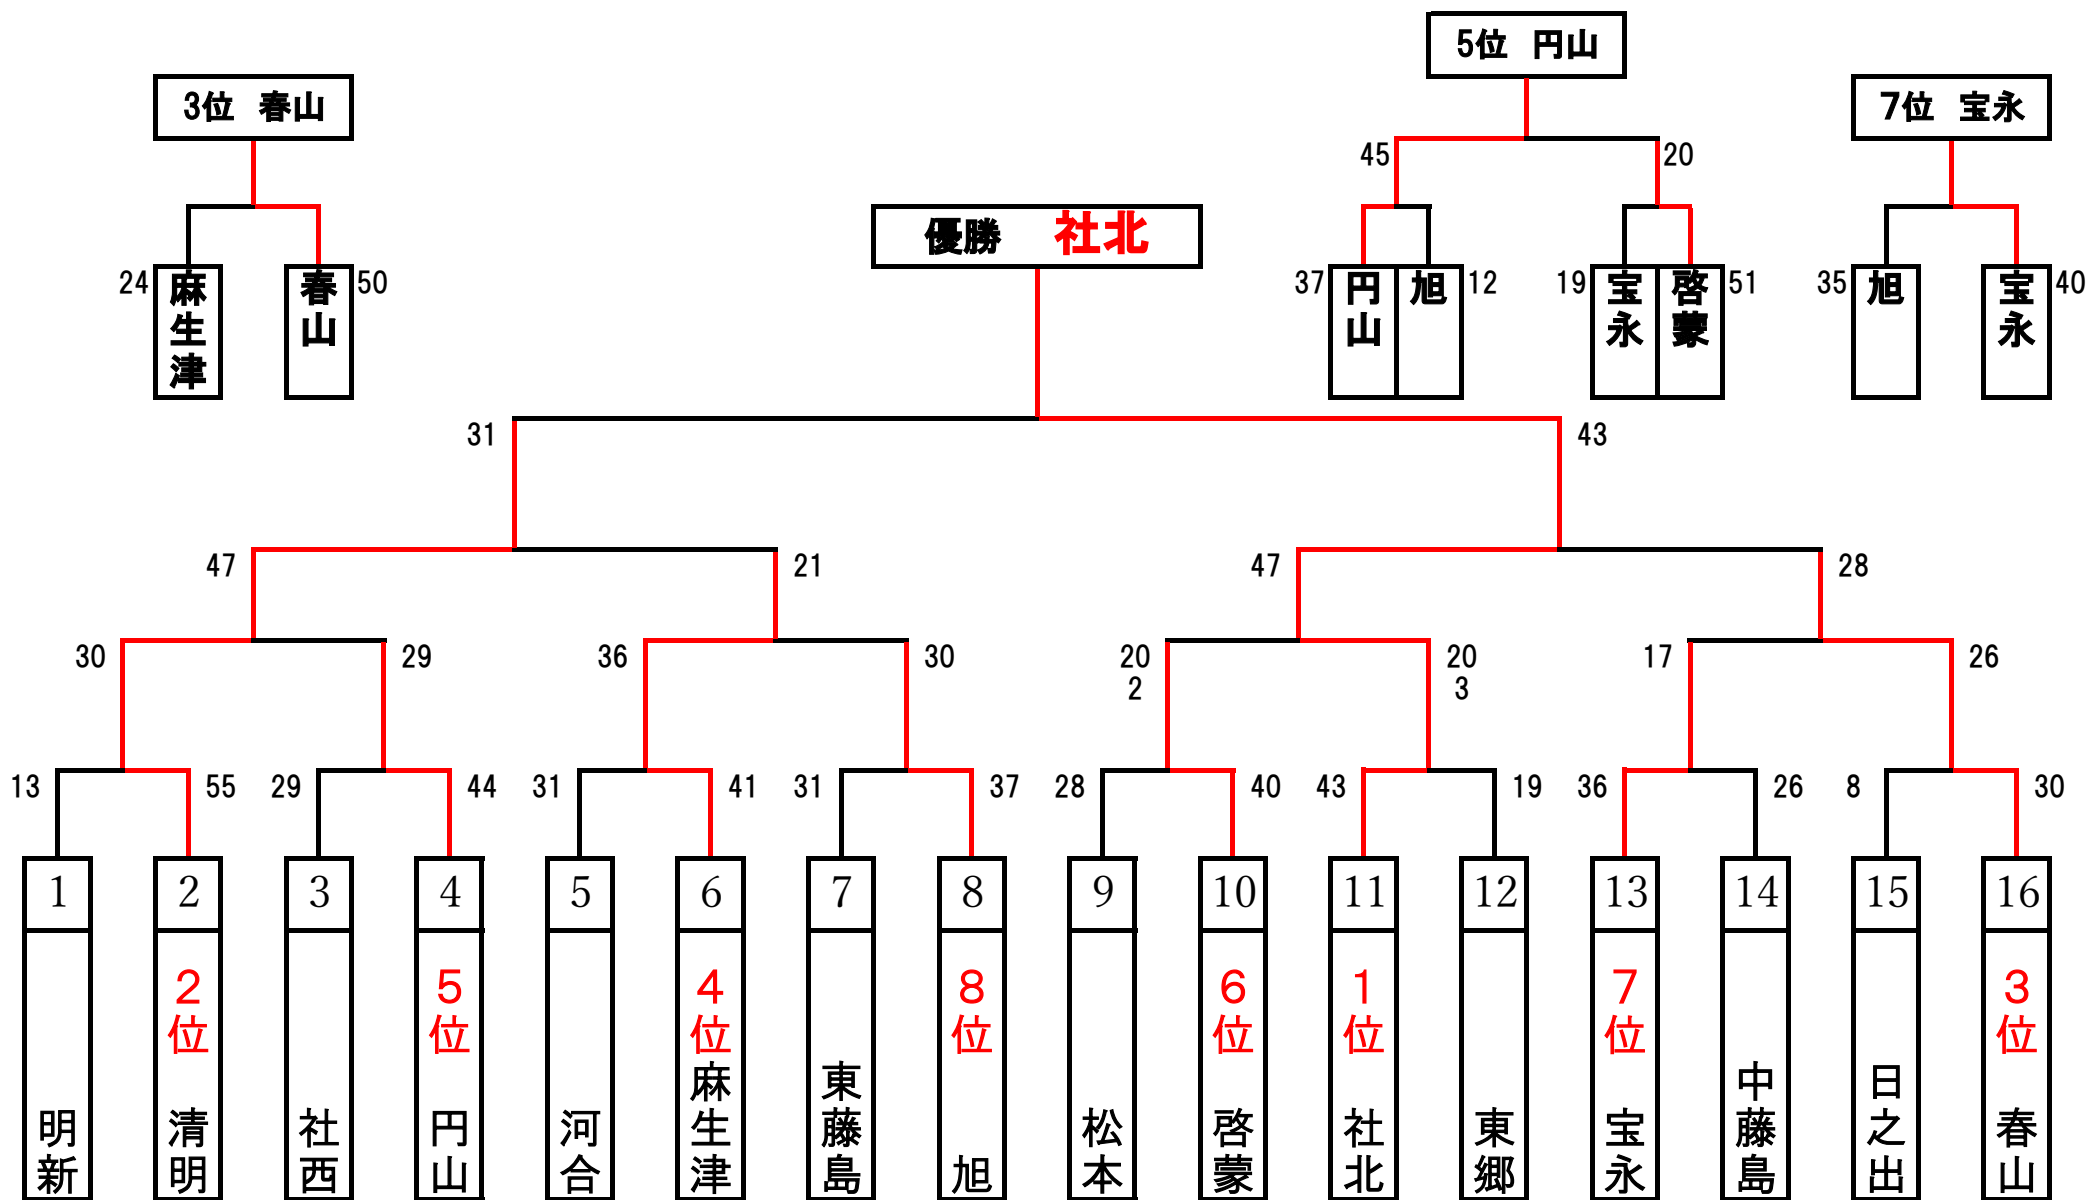 5位 円山
3位 春山
7位 宝永
45
20
優勝 社北
24
麻生津
春山
50
37
円山
旭
12
19
宝永
啓蒙
51
35
旭
宝永
40
31
43
47
21
47
28
30
29
36
30
20
2
20
3
17
26
13
55
29
44
31
41
31
37
28
40
43
19
36
26
8
30
1
2
3
4
5
6
7
8
9
10
11
12
13
14
15
16
明新
2位 清明
社西
5位 円山
河合
4位 麻生津
東藤島
8位 旭
松本
6位 啓蒙
1位 社北
東郷
7位 宝永
中藤島
日之出
3位 春山